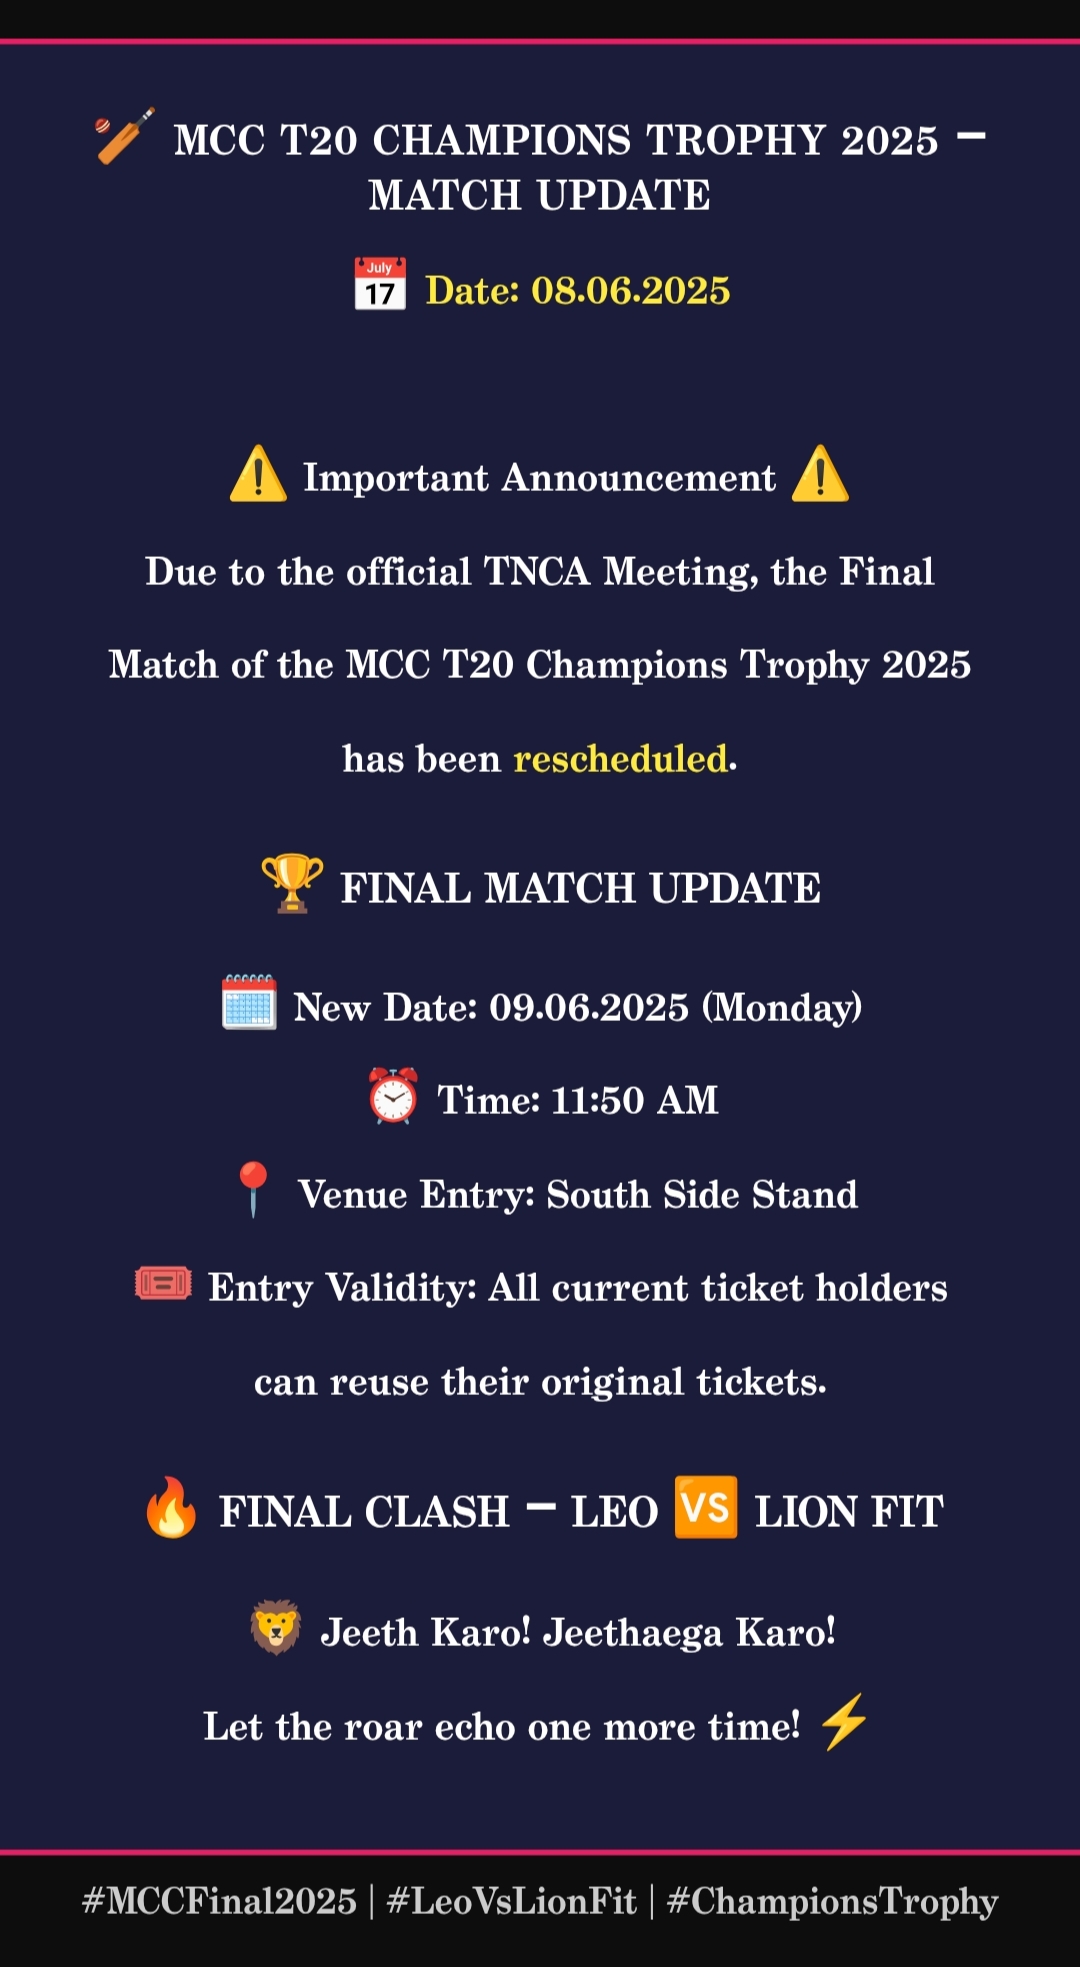 🏏 MCC T20 CHAMPIONS TROPHY 2025 –
MATCH UPDATE
📅 Date: 08.06.2025
⚠️ Important Announcement ⚠️
Due to the official TNCA Meeting, the Final
Match of the MCC T20 Champions Trophy 2025
has been rescheduled.
🏆 FINAL MATCH UPDATE
🗓️ New Date: 09.06.2025 (Monday)
⏰ Time: 11:50 AM
📍 Venue Entry: South Side Stand
🎟️ Entry Validity: All current ticket holders
can reuse their original tickets.
🔥 FINAL CLASH – LEO 🆚 LION FIT
🦁 Jeeth Karo! Jeethaega Karo!
Let the roar echo one more time! ⚡
#MCCFinal2025 | #LeoVsLionFit | #ChampionsTrophy